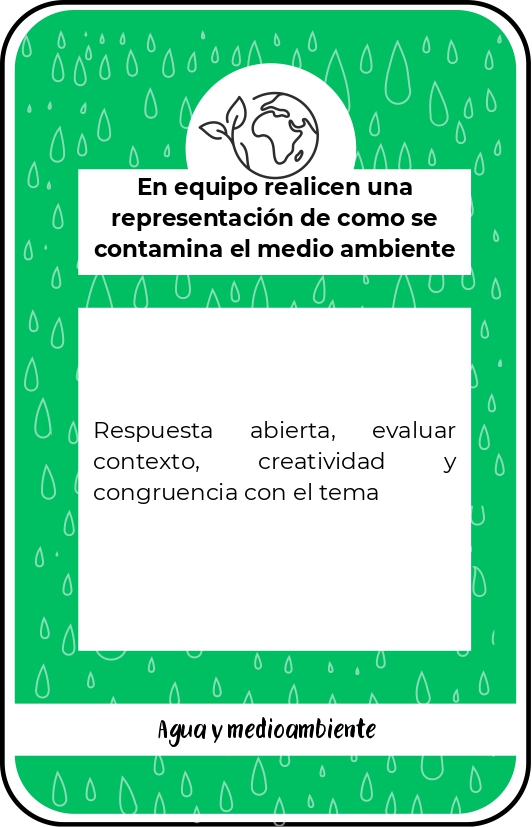 En equipo realicen una
representación de como se
contamina el medio ambiente
Respuesta abierta, evaluar
contexto, creatividad y
congruencia con el tema
Agua y medioambiente